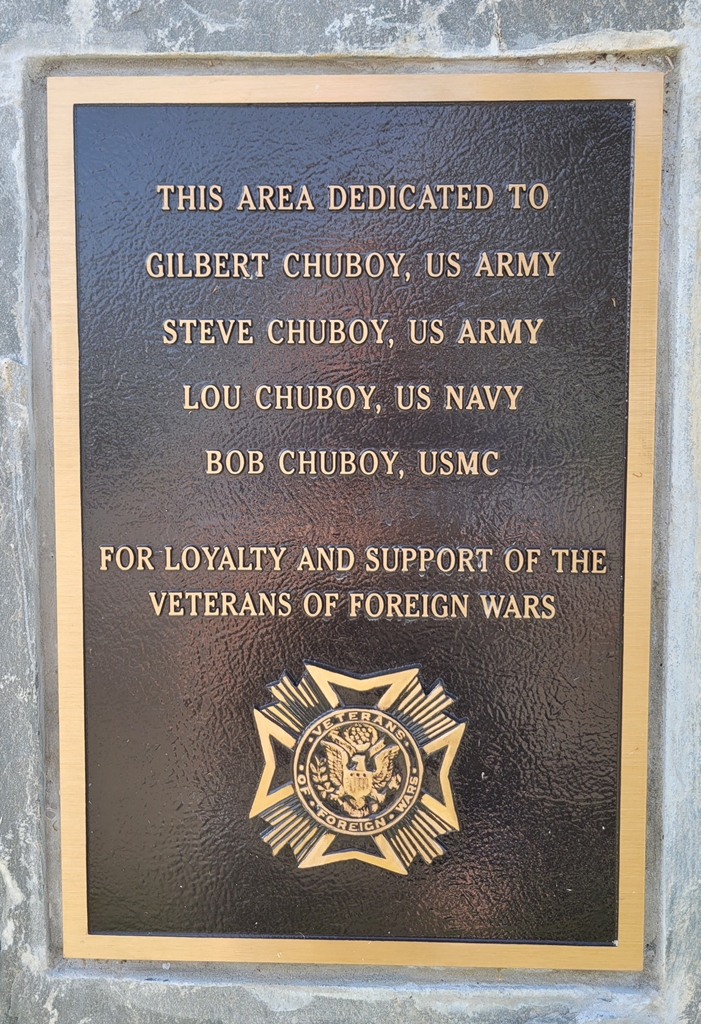 THIS AREA DEDICATED TO
GILBERT CHUBOY, US ARMY
STEVE CHUBOY, US ARMY
LOU CHUBOY, US NAVY
BOB CHUBOY, USMC
FOR LOYALTY AND SUPPORT OF THE
VETERANS OF FOREIGN WARS
VETERANS
OF FOREIGN WARS